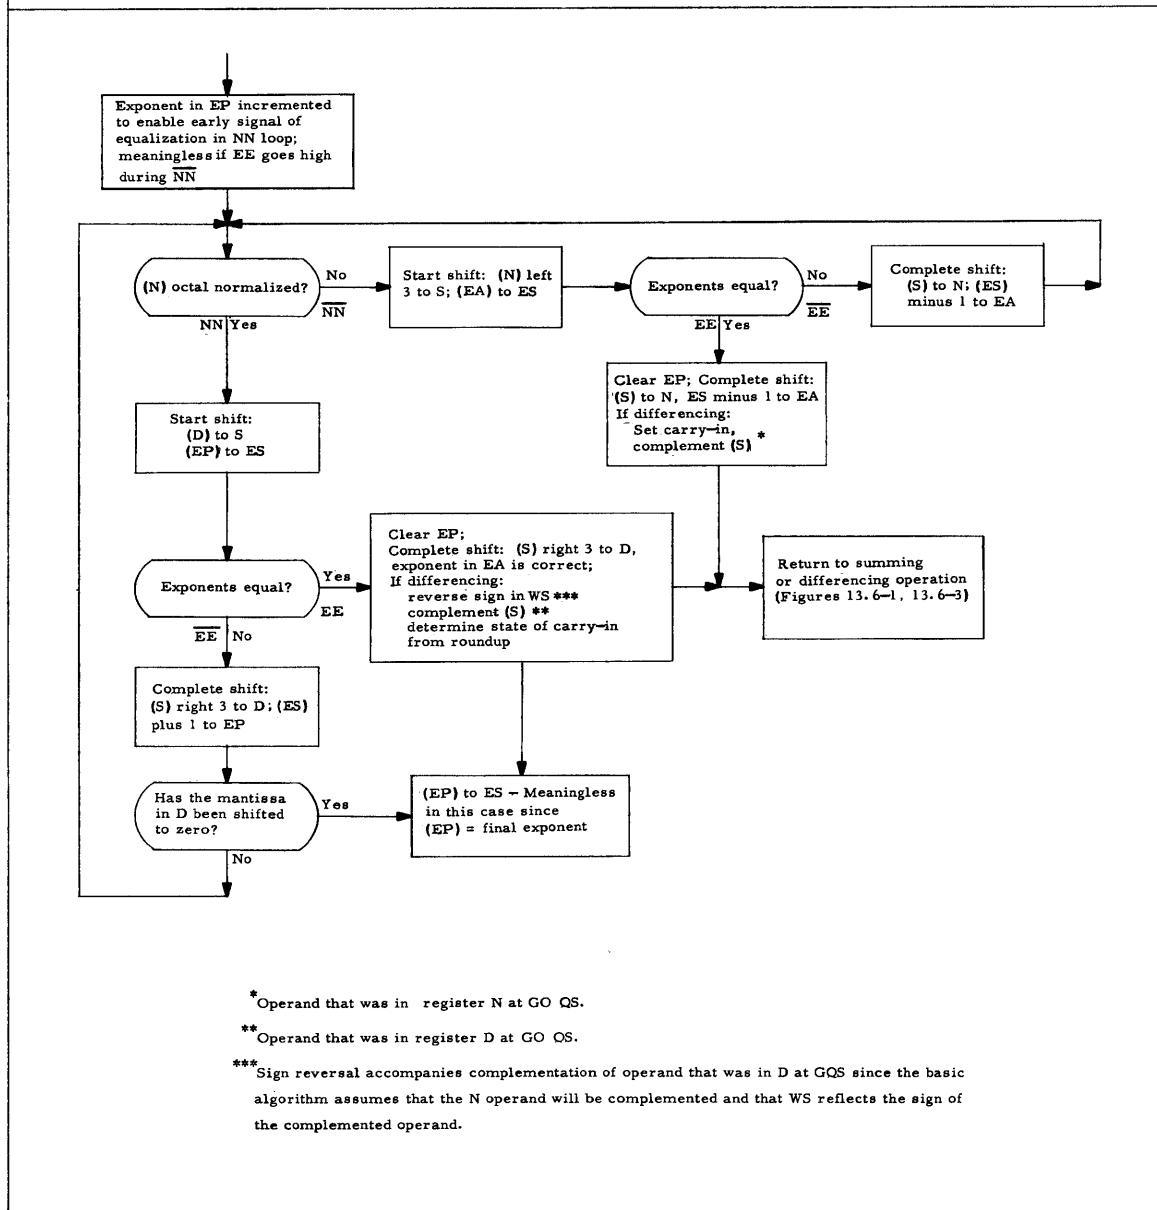 Exponent in EP incremented
to enable early signal of
equalization in NN loop;
meaningless if EE goes high
during N̅N̅
(N) octal normalized?
No
N̅N̅
NN Yes
Start shift: (N) left
3 to S; (EA) to ES
Exponents equal?
No
E̅E̅
EE Yes
Complete shift:
(S) to N; (ES)
minus 1 to EA
Clear EP; Complete shift:
(S) to N, ES minus 1 to EA
If differencing:
Set carry-in,
complement (S) *
Start shift:
(D) to S
(EP) to ES
Exponents equal?
Yes
EE
E̅E̅ No
Clear EP;
Complete shift: (S) right 3 to D,
exponent in EA is correct;
If differencing:
reverse sign in WS ***
complement (S) **
determine state of carry-in
from roundup
Return to summing
or differencing operation
(Figures 13.6-1, 13.6-3)
Complete shift:
(S) right 3 to D; (ES)
plus 1 to EP
Has the mantissa
in D been shifted
to zero?
Yes
No
(EP) to ES - Meaningless
in this case since
(EP) = final exponent
*Operand that was in register N at GO QS.
**Operand that was in register D at GO QS.
***Sign reversal accompanies complementation of operand that was in D at GQS since the basic
algorithm assumes that the N operand will be complemented and that WS reflects the sign of
the complemented operand.